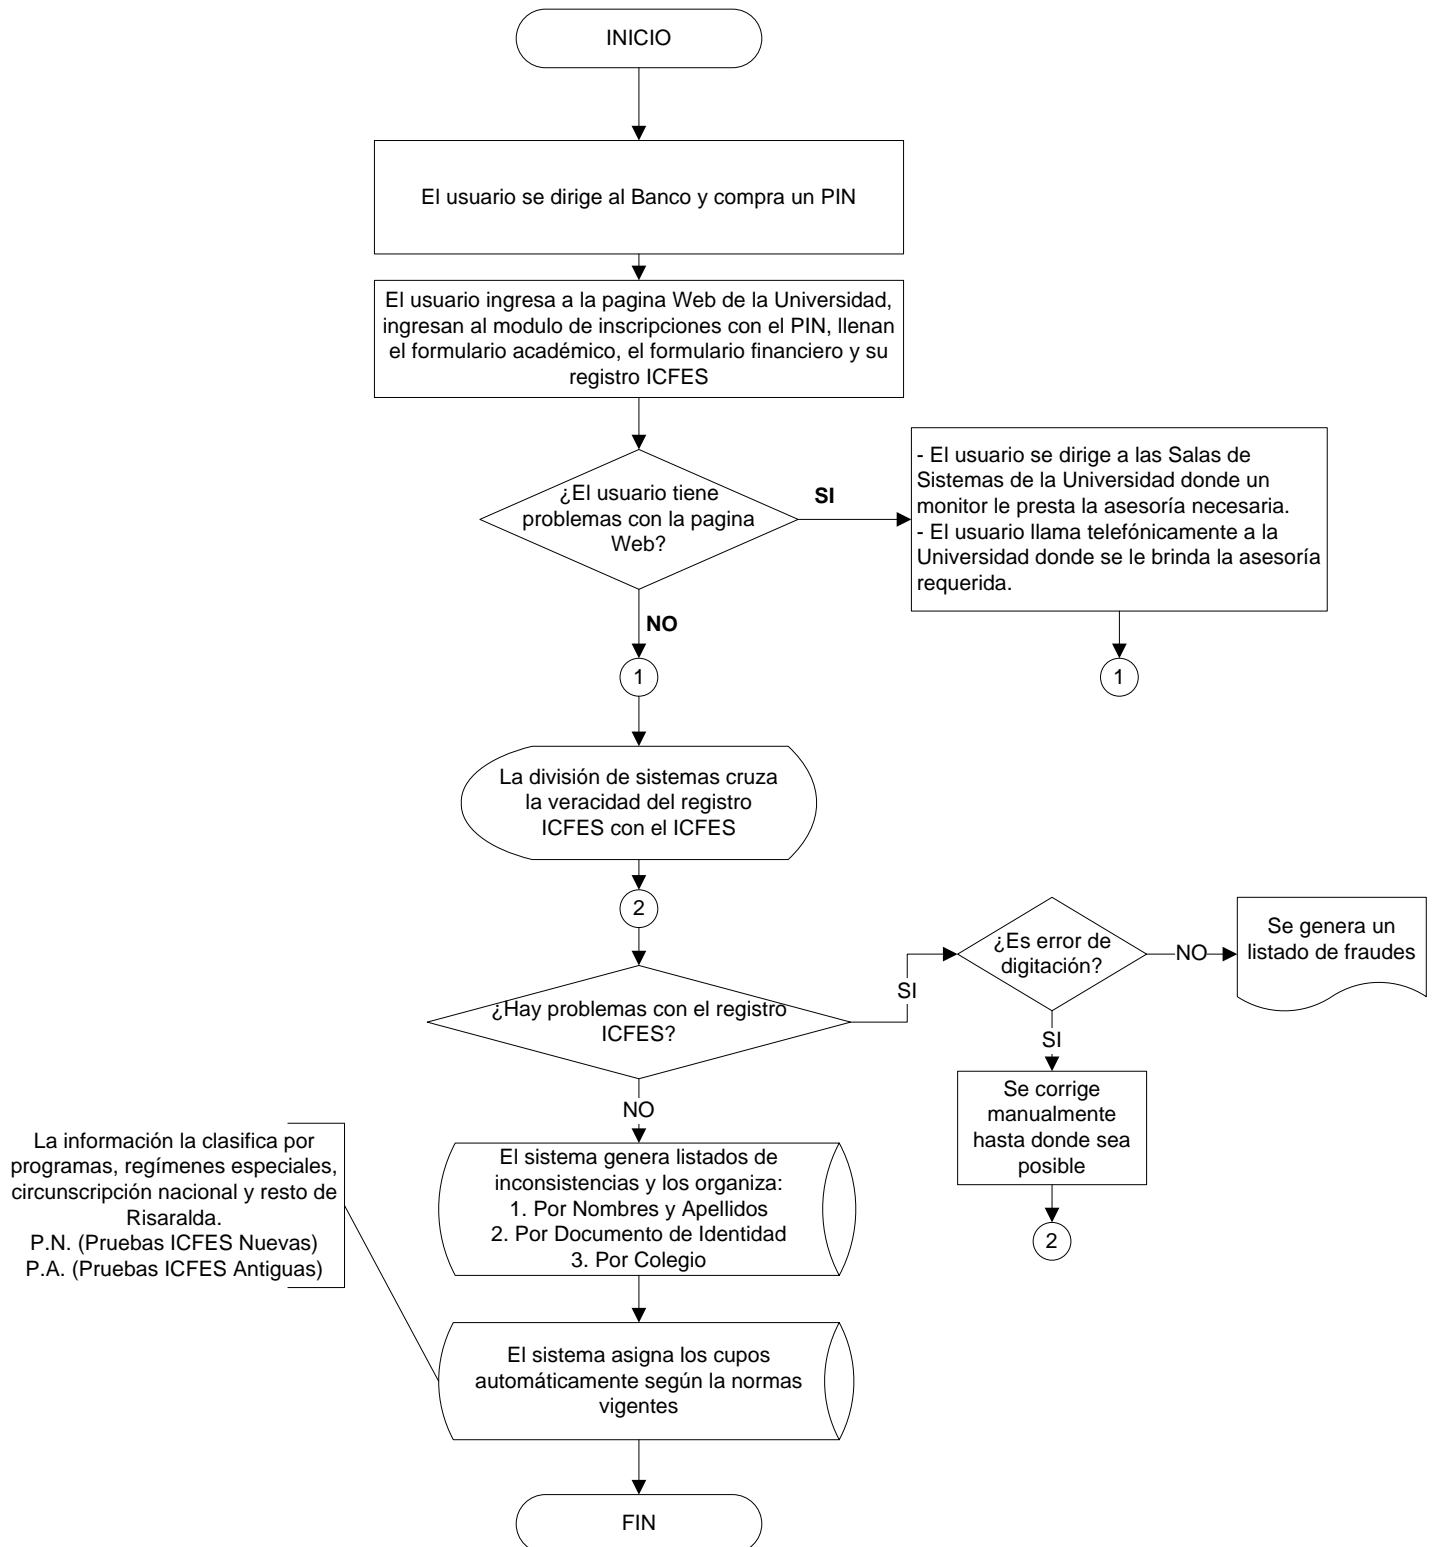 INICIO
El usuario se dirige al Banco y compra un PIN
El usuario ingresa a la pagina Web de la Universidad,
ingresan al modulo de inscripciones con el PIN, llenan
el formulario académico, el formulario financiero y su
registro ICFES
¿El usuario tiene
problemas con la pagina
Web?
SI
- El usuario se dirige a las Salas de
Sistemas de la Universidad donde un
monitor le presta la asesoría necesaria.
- El usuario llama telefónicamente a la
Universidad donde se le brinda la asesoría
requerida.
NO
1
1
La división de sistemas cruza
la veracidad del registro
ICFES con el ICFES
2
¿Hay problemas con el registro
ICFES?
SI
¿Es error de
digitación?
NO
Se genera un
listado de fraudes
SI
Se corrige
manualmente
hasta donde sea
posible
2
NO
El sistema genera listados de
inconsistencias y los organiza:
1. Por Nombres y Apellidos
2. Por Documento de Identidad
3. Por Colegio
La información la clasifica por
programas, regímenes especiales,
circunscripción nacional y resto de
Risaralda.
P.N. (Pruebas ICFES Nuevas)
P.A. (Pruebas ICFES Antiguas)
El sistema asigna los cupos
automáticamente según la normas
vigentes
FIN